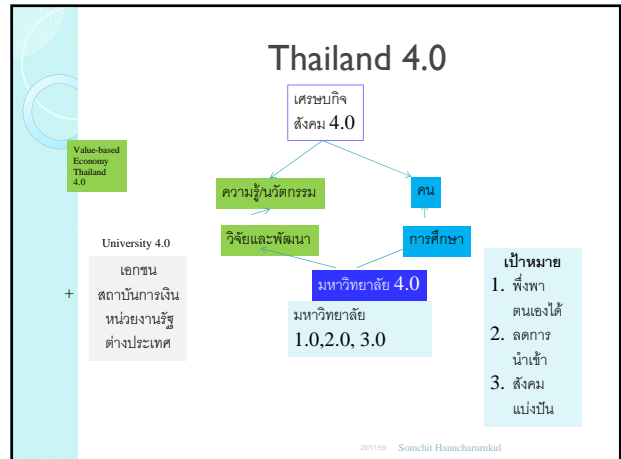 Thailand 4.0
เศรษบกิจ
สังคม 4.0
Value-based
Economy
Thailand
4.0
ความรู้/นวัตกรรม
คน
วิจัยและพัฒนา
การศึกษา
University 4.0
เอกชน
สถาบันการเงิน
หน่วยงานรัฐ
ต่างประเทศ
+
มหาวิทยาลัย 4.0
มหาวิทยาลัย
1.0,2.0, 3.0
เป้าหมาย
1. พึ่งพา
ตนเองได้
2. ลดการ
นำเข้า
3. สังคม
แบ่งปัน
29/11/59 Somchit Hanucharurnkul